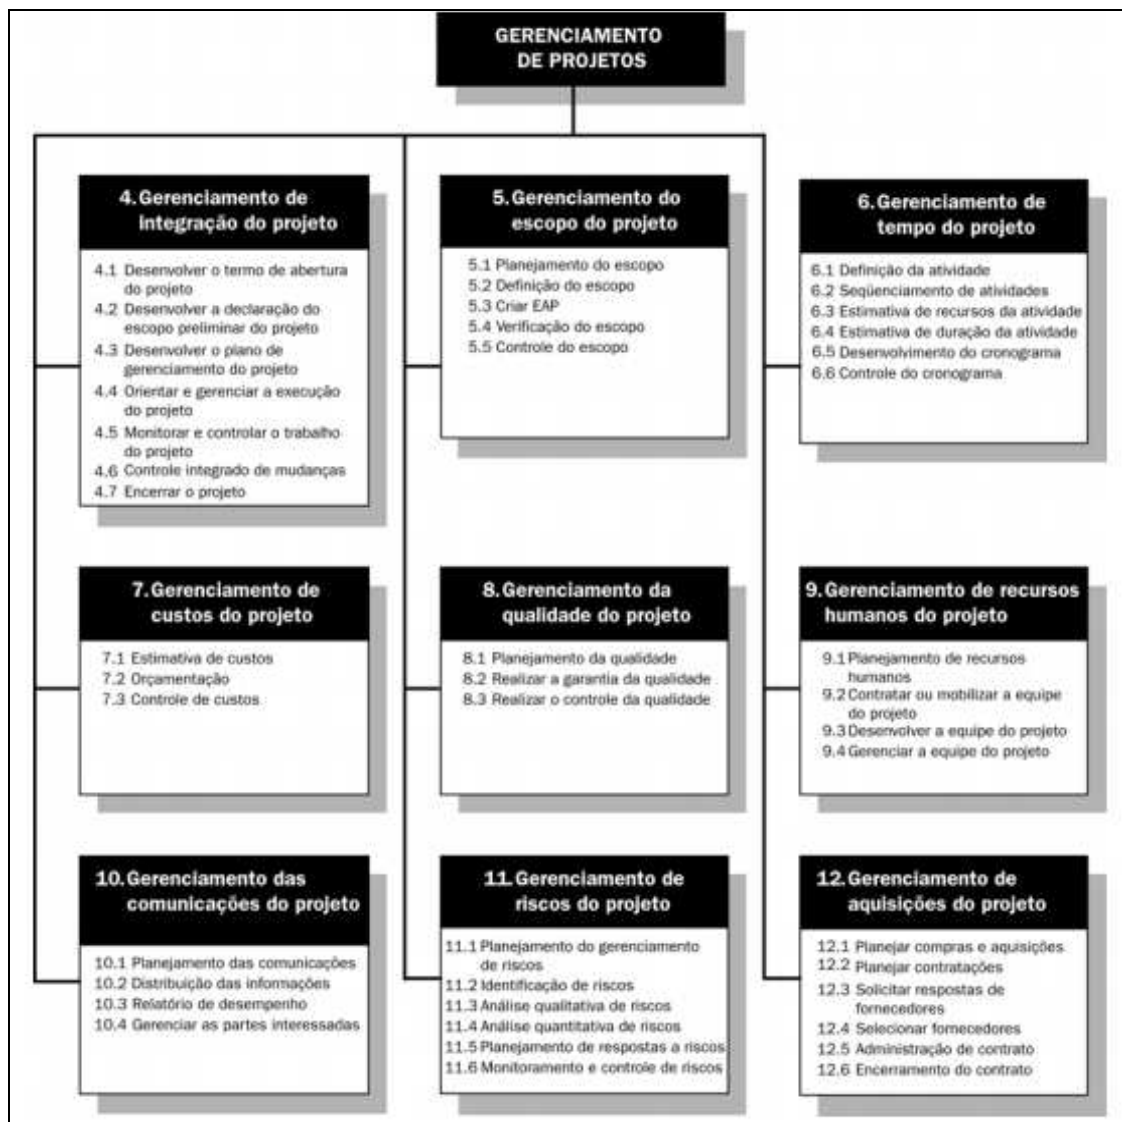 GERENCIAMENTO
DE PROJETOS
4. Gerenciamento de
integração do projeto
4.1 Desenvolver o termo de abertura
do projeto
4.2 Desenvolver a declaração do
escopo preliminar do projeto
4.3 Desenvolver o plano de
gerenciamento do projeto
4.4 Orientar e gerenciar a execução
do projeto
4.5 Monitorar e controlar o trabalho
do projeto
4.6 Controle integrado de mudanças
4.7 Encerrar o projeto
5. Gerenciamento do
escopo do projeto
5.1 Planejamento do escopo
5.2 Definição do escopo
5.3 Criar EAP
5.4 Verificação do escopo
5.5 Controle do escopo
6. Gerenciamento de
tempo do projeto
6.1 Definição da atividade
6.2 Seqüenciamento de atividades
6.3 Estimativa de recursos da atividade
6.4 Estimativa de duração da atividade
6.5 Desenvolvimento do cronograma
6.6 Controle do cronograma
7. Gerenciamento de
custos do projeto
7.1 Estimativa de custos
7.2 Orçamentação
7.3 Controle de custos
8. Gerenciamento da
qualidade do projeto
8.1 Planejamento da qualidade
8.2 Realizar a garantia da qualidade
8.3 Realizar o controle da qualidade
9. Gerenciamento de recursos
humanos do projeto
9.1 Planejamento de recursos
humanos
9.2 Contratar ou mobilizar a equipe
do projeto
9.3 Desenvolver a equipe do projeto
9.4 Gerenciar a equipe do projeto
10. Gerenciamento das
comunicações do projeto
10.1 Planejamento das comunicações
10.2 Distribuição das informações
10.3 Relatório de desempenho
10.4 Gerenciar as partes interessadas
11. Gerenciamento de
riscos do projeto
11.1 Planejamento do gerenciamento
de riscos
11.2 Identificação de riscos
11.3 Análise qualitativa de riscos
11.4 Análise quantitativa de riscos
11.5 Planejamento de respostas a riscos
11.6 Monitoramento e controle de riscos
12. Gerenciamento de
aquisições do projeto
12.1 Planejar compras e aquisições
12.2 Planejar contratações
12.3 Solicitar respostas de
fornecedores
12.4 Selecionar fornecedores
12.5 Administração de contrato
12.6 Encerramento do contrato